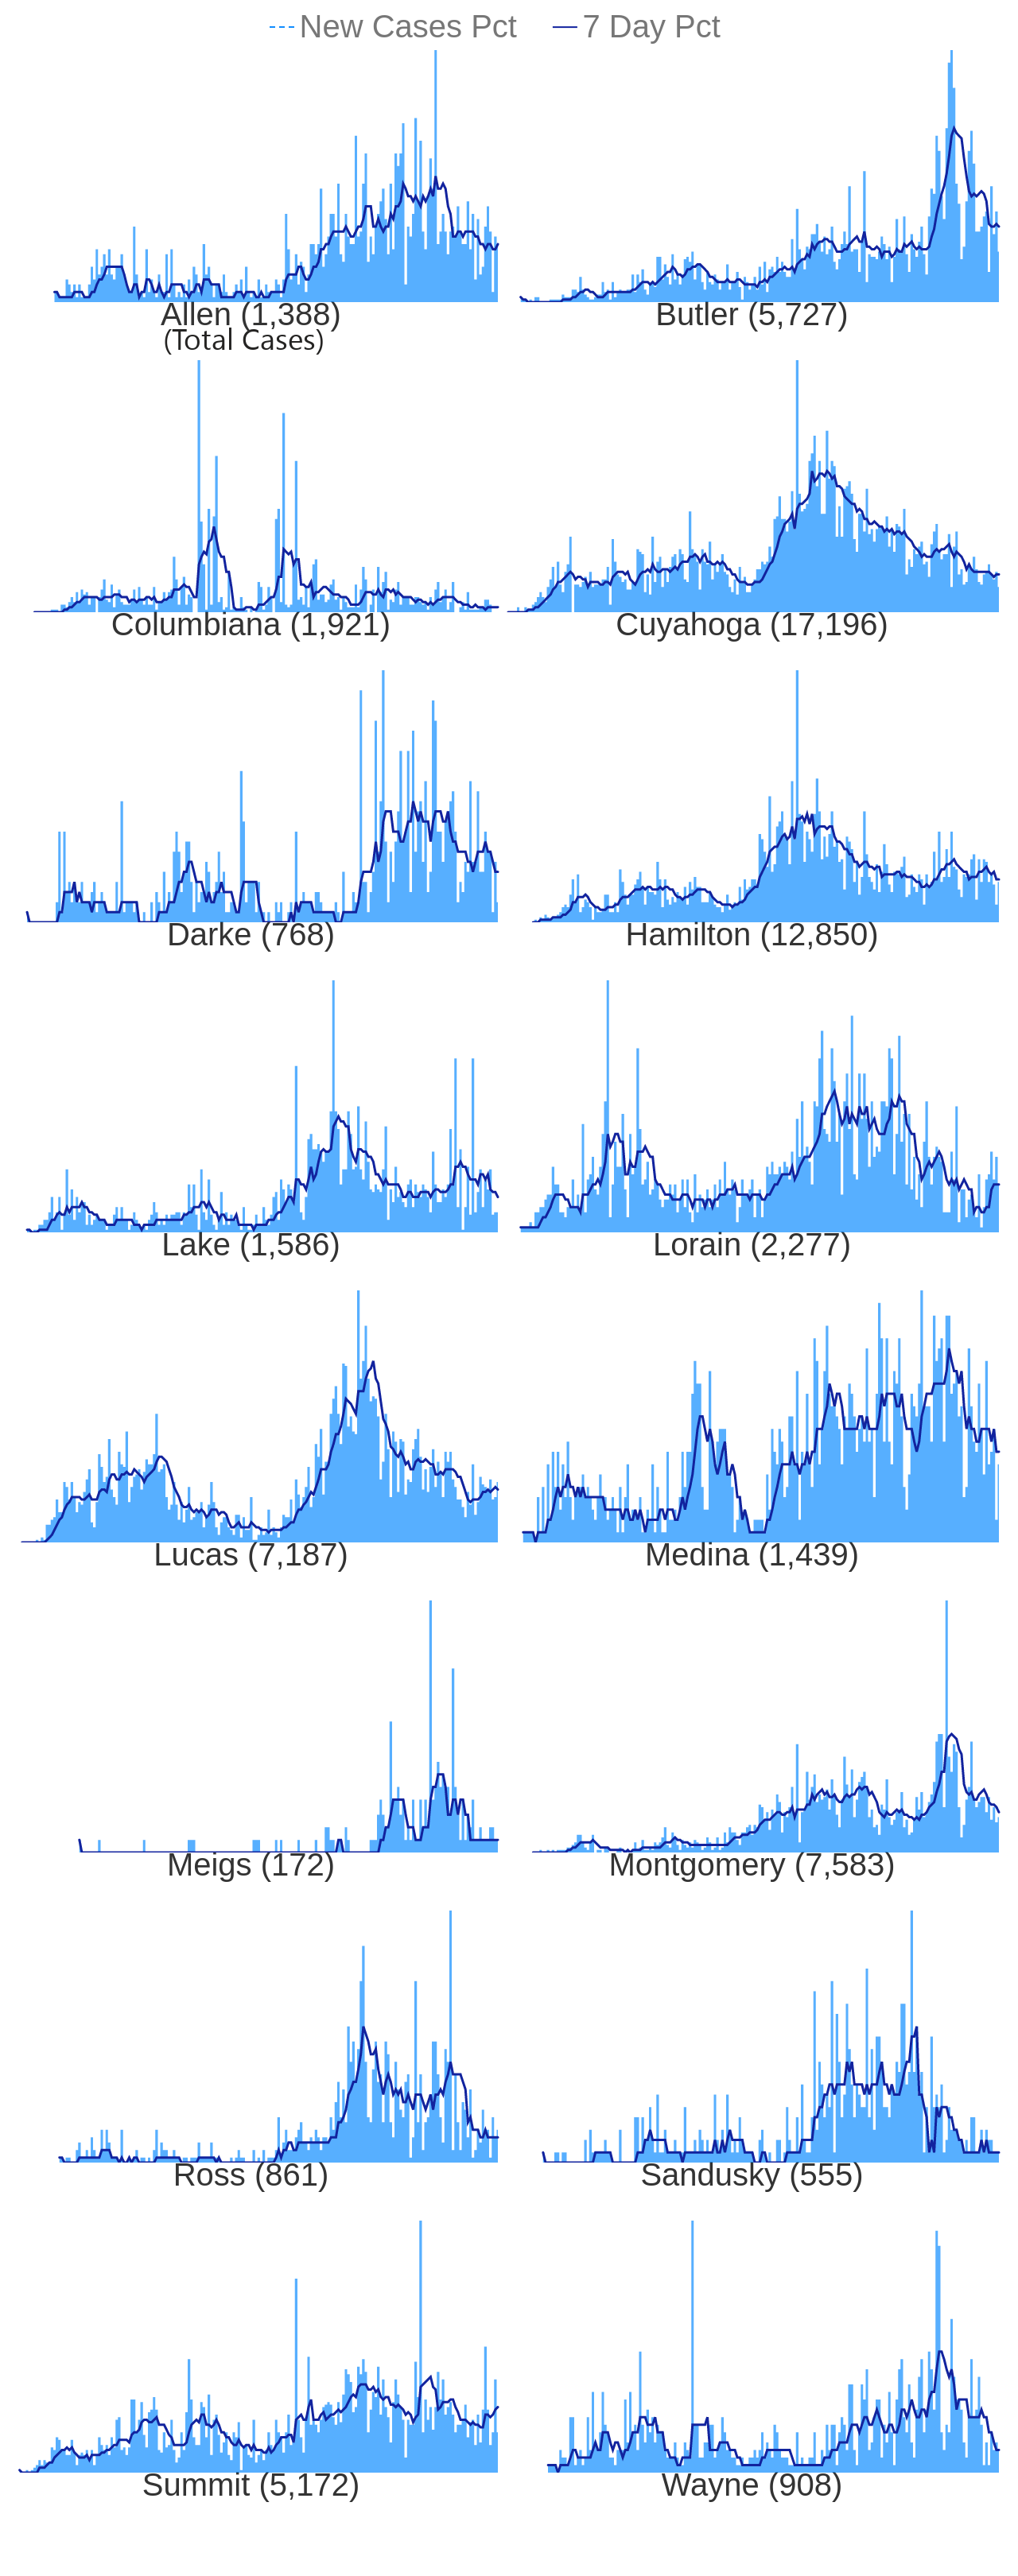 New Cases Pct 7 Day Pct
Allen (1,388) Butler (5,727)
(Total Cases)
Columbiana (1,921) Cuyahoga (17,196)
Darke (768) Hamilton (12,850)
Lake (1,586) Lorain (2,277)
Lucas (7,187) Medina (1,439)
Meigs (172) Montgomery (7,583)
Ross (861) Sandusky (555)
Summit (5,172) Wayne (908)